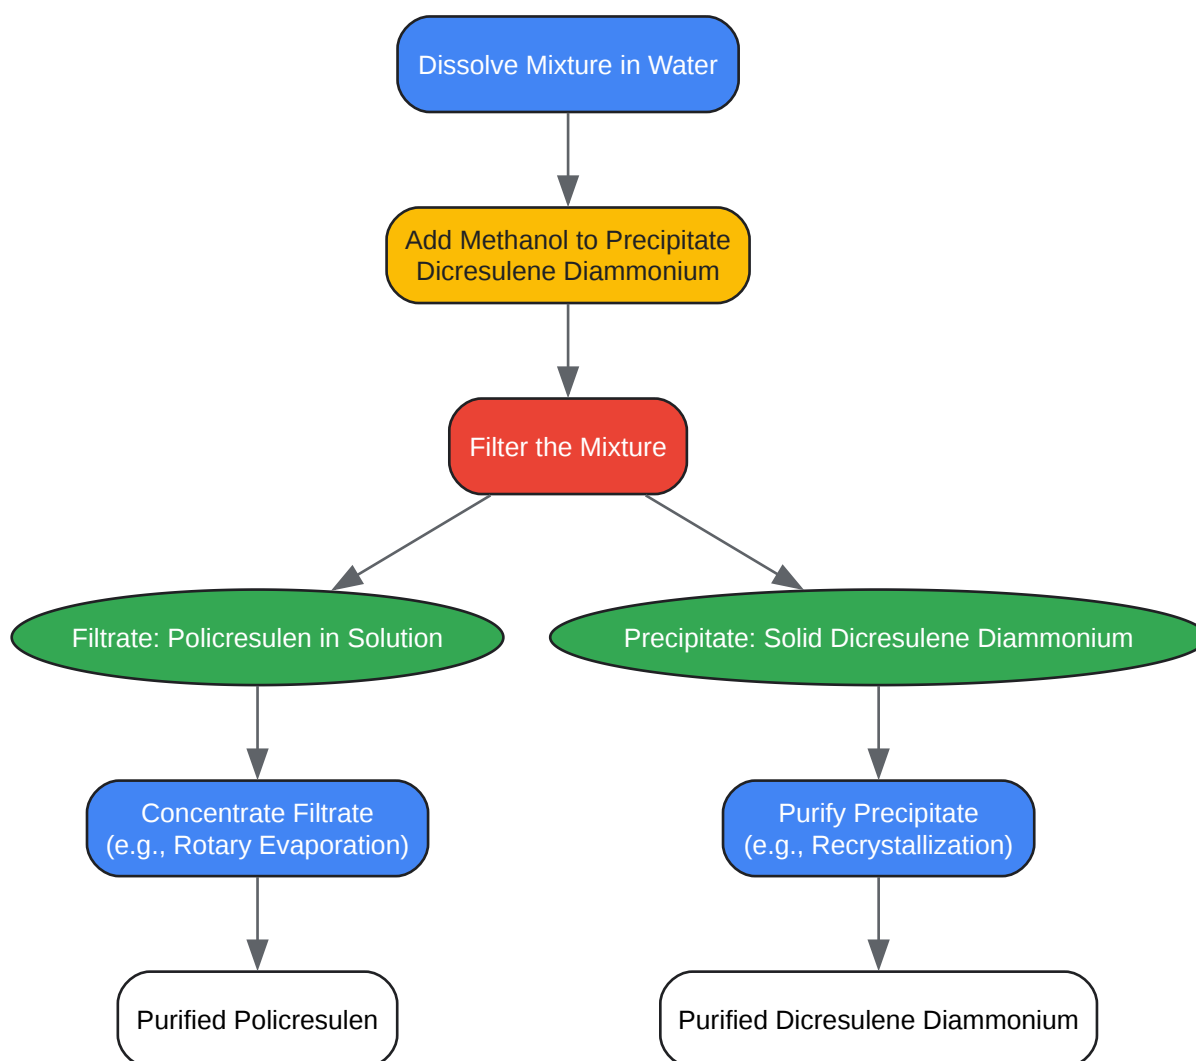 Dissolve Mixture in Water
Add Methanol to Precipitate
Dicresulene Diammonium
Filter the Mixture
Filtrate: Policresulen in Solution
Precipitate: Solid Dicresulene Diammonium
Concentrate Filtrate
(e.g., Rotary Evaporation)
Purify Precipitate
(e.g., Recrystallization)
Purified Policresulen
Purified Dicresulene Diammonium